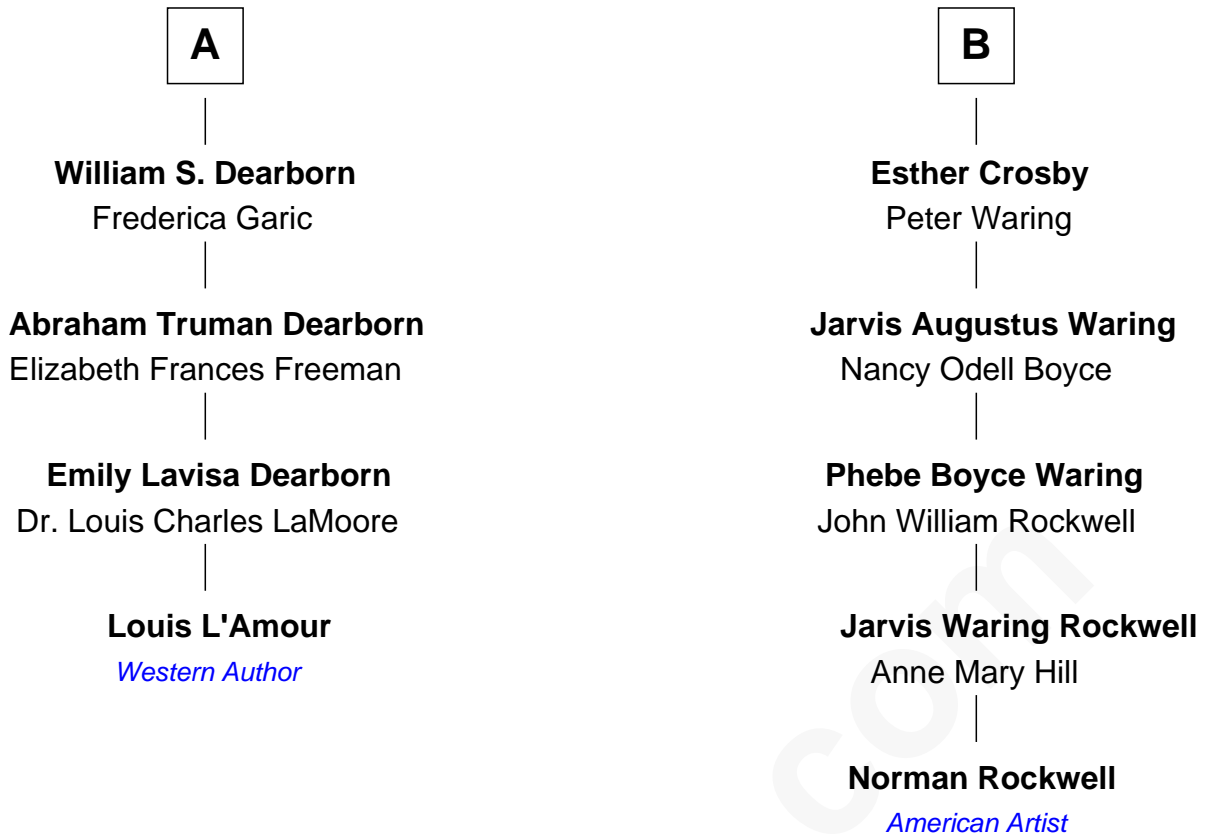 A
William S. Dearborn
Frederica Garic
Abraham Truman Dearborn
Elizabeth Frances Freeman
Emily Lavisa Dearborn
Dr. Louis Charles LaMoore
Louis L'Amour
Western Author
B
Esther Crosby
Peter Waring
Jarvis Augustus Waring
Nancy Odell Boyce
Phebe Boyce Waring
John William Rockwell
Jarvis Waring Rockwell
Anne Mary Hill
Norman Rockwell
American Artist
com